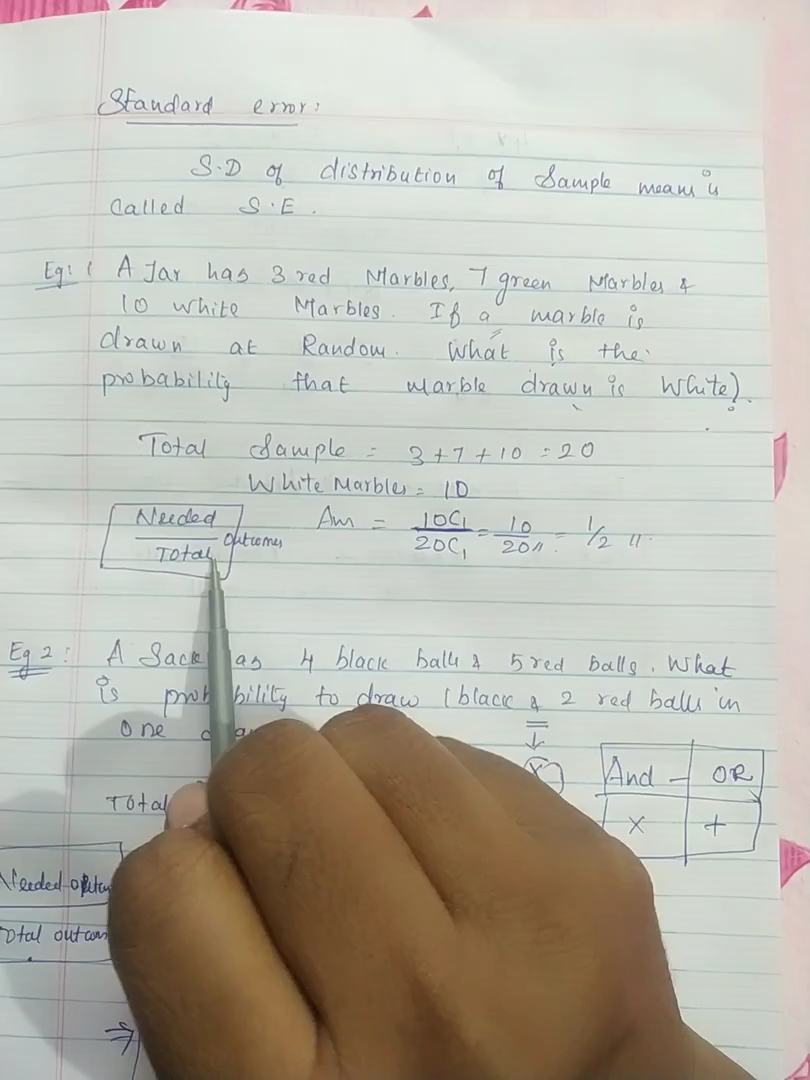 Standard error:
S.D of distribution of Sample means is
called S.E.
Eg: 1 A Jar has 3 red Marbles, 7 green Marbles &
10 white Marbles. If a marble is
drawn at Random. What is the
probability that marble drawn is White).
Total Sample = 3+7+10 = 20
White Marbles = 10
Needed
Total
Outcomes
Ans = 10C1 / 20C1 = 10/20 = 1/2
Eg 2: A Sack has 4 black balls & 5 red balls. What
is probability to draw 1 black & 2 red balls in
one
And - OR
x +
Total
Needed
Total outcom
⇒